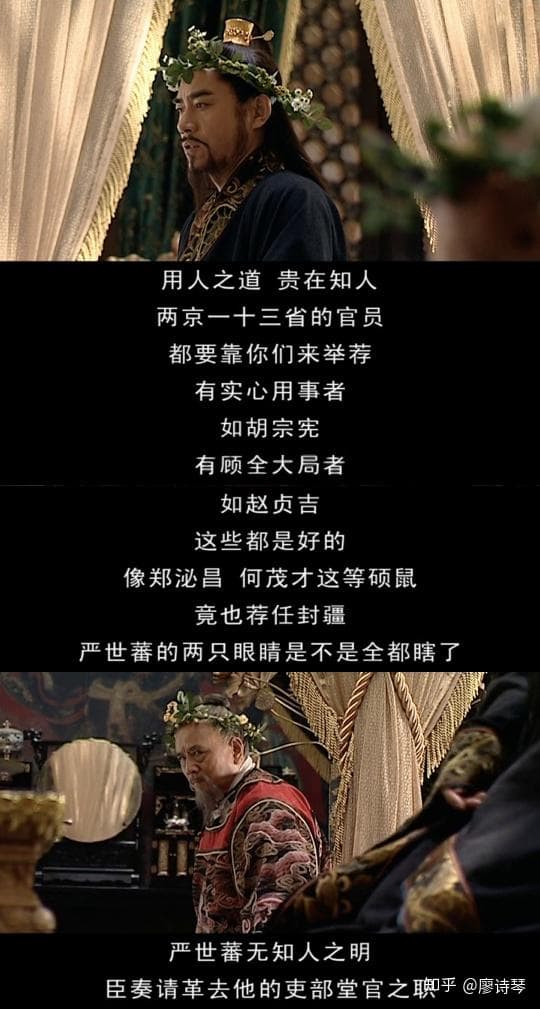 用人之道 贵在知人
两京一十三省的官员
都要靠你们来举荐
有实心用事者
如胡宗宪
有顾全大局者
如赵贞吉
这些都是好的
像郑泌昌 何茂才这等硕鼠
竟也荐任封疆
严世蕃的两只眼睛是不是全都瞎了
严世蕃无知人之明
臣奏请革去他的吏部堂官之职
知乎 @廖诗琴